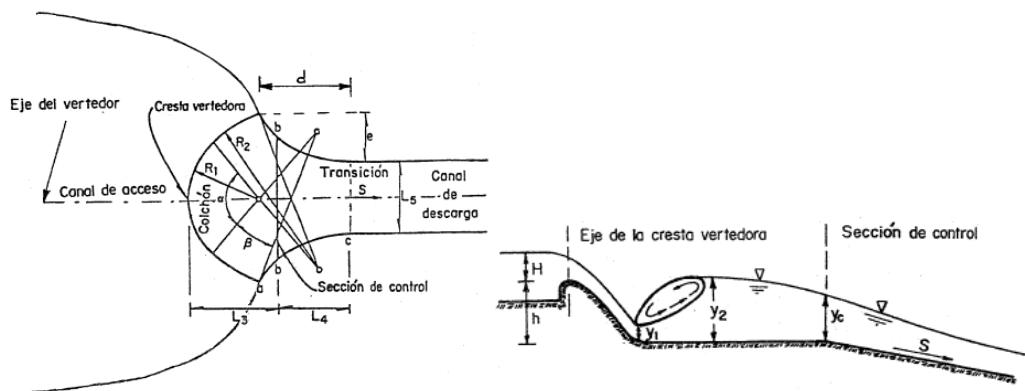 d
Eje del vertedor
Cresta vertedora
b
e
R2
R1
Transición
Canal
Canal de acceso
Colchón
α
S
L5
de
descarga
β
c
b
a
Sección de control
L3
L4
Eje de la cresta vertedora
Sección de control
H
h
y1
y2
yc
S